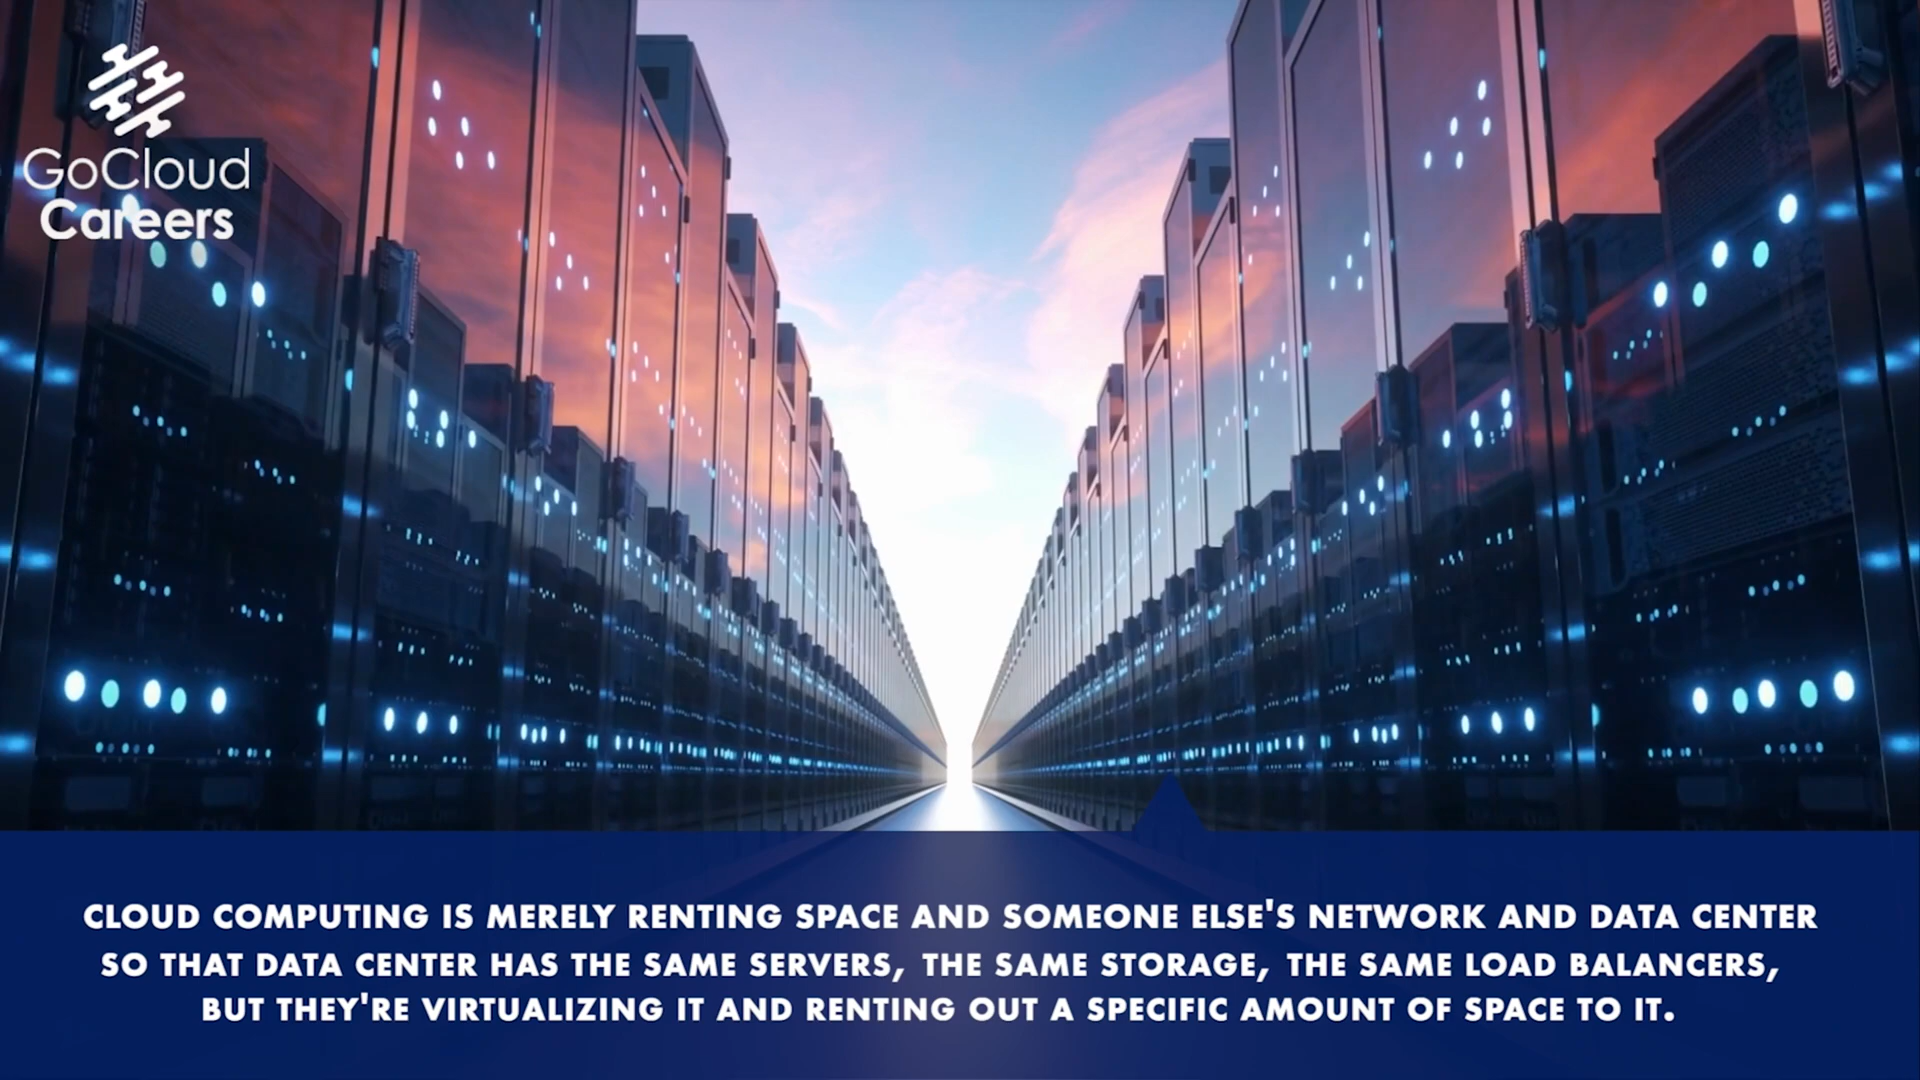 GoCloud
Careers
CLOUD COMPUTING IS MERELY RENTING SPACE AND SOMEONE ELSE'S NETWORK AND DATA CENTER
SO THAT DATA CENTER HAS THE SAME SERVERS, THE SAME STORAGE, THE SAME LOAD BALANCERS,
BUT THEY'RE VIRTUALIZING IT AND RENTING OUT A SPECIFIC AMOUNT OF SPACE TO IT.